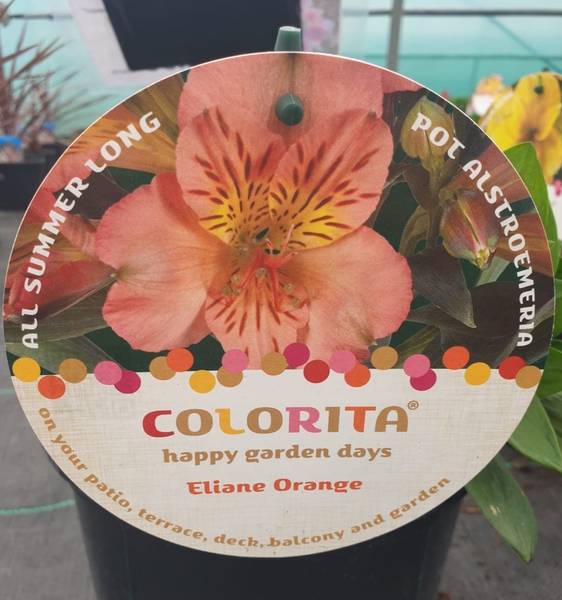 ALL SUMMER LONG
POT ALSTROEMERIA
COLORITA®
happy garden days
Eliane Orange
on your patio, terrace, deck, balcony and garden